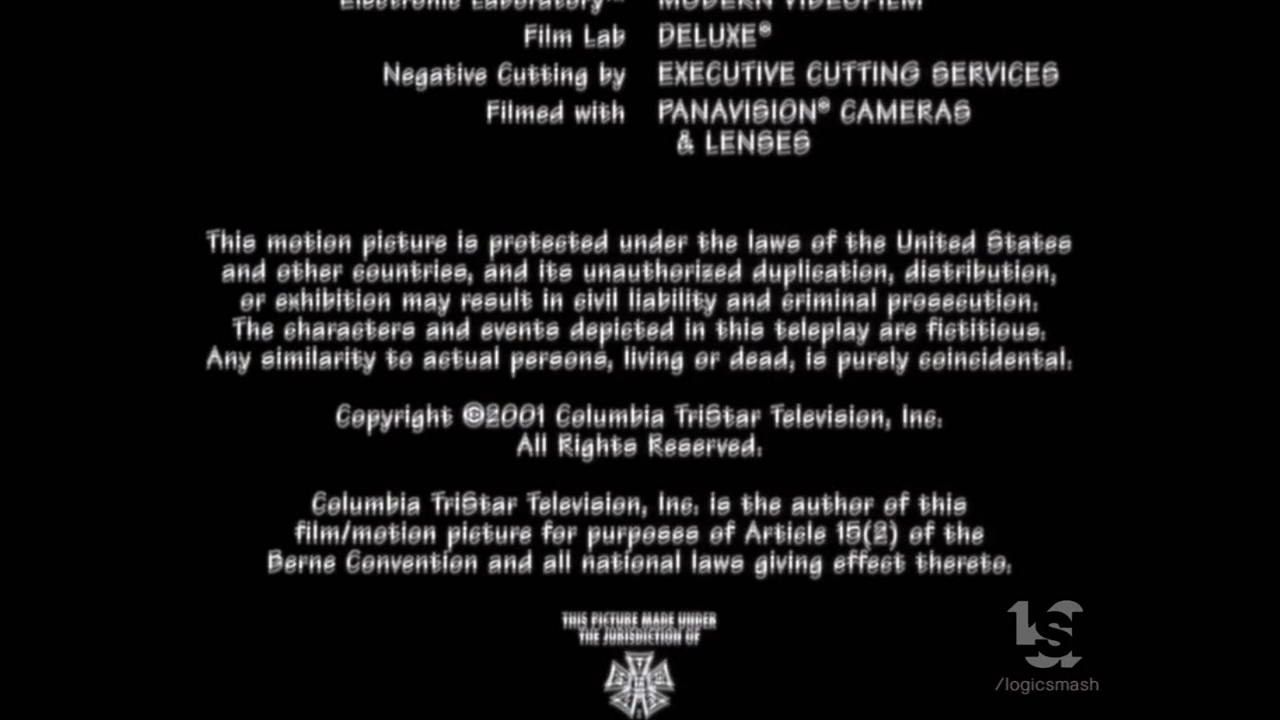 Electronic Laboratory™ MODERN VIDEOFILM
Film Lab DELUXE®
Negative Cutting by EXECUTIVE CUTTING SERVICES
Filmed with PANAVISION® CAMERAS
& LENSES
This motion picture is protected under the laws of the United States
and other countries, and its unauthorized duplication, distribution,
or exhibition may result in civil liability and criminal prosecution.
The characters and events depicted in this teleplay are fictitious.
Any similarity to actual persons, living or dead, is purely coincidental.
Copyright ©2001 Columbia TriStar Television, Inc.
All Rights Reserved.
Columbia TriStar Television, Inc. is the author of this
film/motion picture for purposes of Article 15(2) of the
Berne Convention and all national laws giving effect thereto.
THIS PICTURE MADE UNDER
THE JURISDICTION OF
LS
/logicsmash